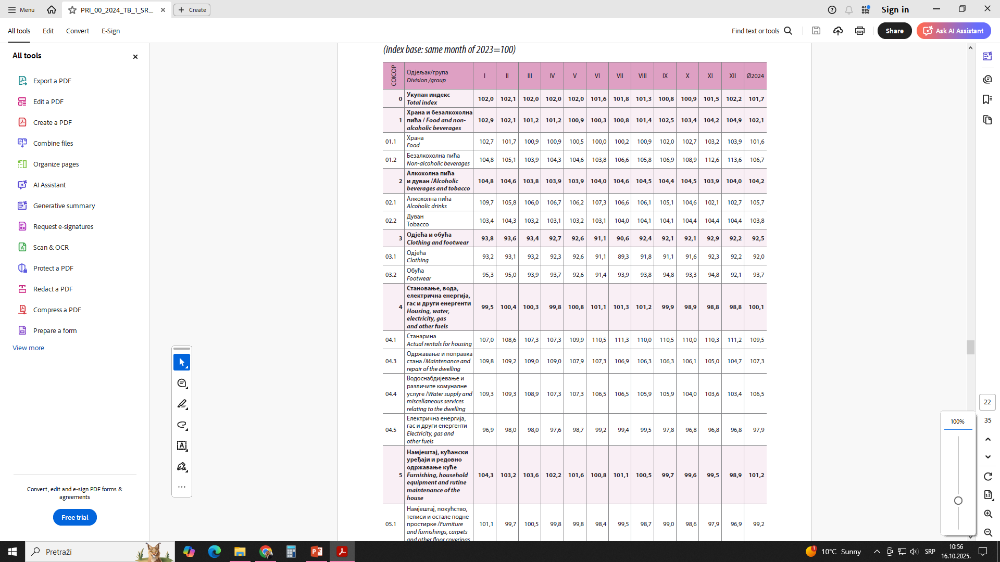 Menu
PRI_00_2024_TB_1_SR...
Create
Sign in
All tools
Edit
Convert
E-Sign
Find text or tools
Share
Ask AI Assistant
All tools
Export a PDF
Edit a PDF
Create a PDF
Combine files
Organize pages
AI Assistant
Generative summary
Request e-signatures
Scan & OCR
Protect a PDF
Redact a PDF
Compress a PDF
Prepare a form
View more
Convert, edit and e-sign PDF forms &
agreements
Free trial
(index base: same month of 2023=100)
COICOP Одјељак/група
Division /group I II III IV V VI VII VIII IX X XI XII Ø2024
0 Укупан индекс
Total index 102,0 102,1 102,0 102,0 102,0 101,6 101,8 101,3 100,8 100,9 101,5 102,2 101,7
Храна и безалкохолна
1 пића / Food and non- 102,9 102,1 101,2 101,2 100,9 100,3 100,8 101,4 102,5 103,4 104,2 104,9 102,1
alcoholic beverages
01.1 Храна
Food 102,7 101,7 100,9 100,9 100,5 100,0 100,2 100,9 102,0 102,7 103,2 103,9 101,6
01.2 Безалкохолна пића
Non-alcoholic beverages 104,8 105,1 103,9 104,3 104,6 103,8 106,6 105,8 106,9 108,9 112,6 113,6 106,7
Алкохолна пића
2 и дуван /Alcoholic 104,8 104,6 103,8 103,9 103,9 104,0 104,6 104,5 104,4 104,5 103,9 104,0 104,2
beverages and tobacco
02.1 Алкохолна пића
Alcoholic drinks 109,7 105,8 106,0 106,7 106,2 107,3 106,6 106,1 105,1 104,6 102,1 102,7 105,7
02.2 Дуван
Tobacco 103,4 104,3 103,2 103,1 103,2 103,1 104,0 104,1 104,1 104,4 104,4 104,4 103,8
3 Одјећа и обућа
Clothing and footwear 93,8 93,6 93,4 92,7 92,6 91,1 90,6 92,4 92,1 92,1 92,9 92,2 92,5
03.1 Одјећа
Clothing 93,2 93,1 93,2 92,3 92,6 91,1 89,3 91,8 91,1 91,6 92,3 92,2 92,0
03.2 Обућа
Footwear 95,3 95,0 93,9 93,7 92,6 91,4 93,9 93,8 94,8 93,3 94,8 92,1 93,7
Становање, вода,
електрична енергија,
гас и други енергенти
4 Housing, water, 99,5 100,4 100,3 99,8 100,8 101,1 101,3 101,2 99,9 98,9 98,8 98,8 100,1
electricity, gas
and other fuels
04.1 Станарина
Actual rentals for housing 107,0 108,6 107,3 107,3 109,9 110,5 111,3 110,0 110,5 110,0 110,3 111,2 109,5
Одржавање и поправка
04.3 стана /Maintenance and 109,8 109,2 109,0 109,0 107,9 107,3 106,9 106,3 106,3 106,1 105,0 104,7 107,3
repair of the dwelling
Водоснабдијевање и
различите комуналне
04.4 услуге /Water supply and 109,3 109,3 108,9 107,3 107,3 106,5 106,5 105,9 105,9 104,0 103,6 103,4 106,5
miscellaneous services
relating to the dwelling
Електрична енергија,
гас и други енергенти
04.5 Electricity, gas and 96,9 98,0 98,0 97,6 98,7 99,2 99,4 99,5 97,8 96,8 96,8 96,8 97,9
other fuels
Намјештај, кућански
уређаји и редовно
одржавање куће
5 Furnishing, household 104,3 103,2 103,6 102,2 101,6 100,8 101,1 100,5 99,7 99,6 99,5 98,9 101,2
equipment and rutine
maintenance of the
house
Намјештај, покућство,
теписи и остале подне
05.1 простирке /Furniture 101,1 99,7 100,5 99,8 99,8 98,4 99,5 98,7 99,0 98,6 97,9 96,9 99,2
and furnishings, carpets
and other floor coverings
22
35
100%
Pretraži
10°C Sunny
SRP
10:56
16.10.2025.